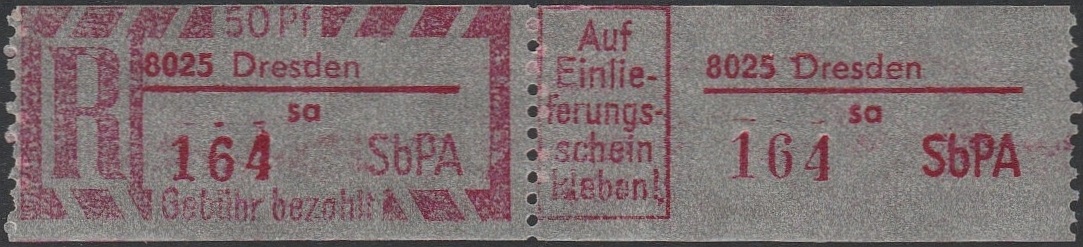 50 Pf
R
8025 Dresden
sa
164
SbPA
Gebühr bezahlt
Auf
Einlie-
ferungs-
schein
kleben!
8025 Dresden
sa
164
SbPA